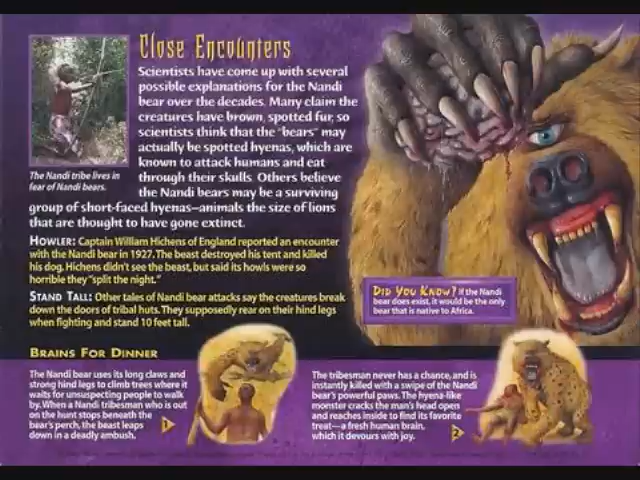 Close Encounters
Scientists have come up with several
possible explanations for the Nandi
bear over the decades. Many claim the
creatures have brown, spotted fur, so
scientists think that the "bears" may
actually be spotted hyenas, which are
known to attack humans and eat
through their skulls. Others believe
the Nandi bears may be a surviving
group of short-faced hyenas—animals the size of lions
that are thought to have gone extinct.
The Nandi tribe lives in
fear of Nandi bears.
HOWLER: Captain William Hichens of England reported an encounter
with the Nandi bear in 1927. The beast destroyed his tent and killed
his dog. Hichens didn't see the beast, but said its howls were so
horrible they "split the night."
STAND TALL: Other tales of Nandi bear attacks say the creatures break
down the doors of tribal huts. They supposedly rear on their hind legs
when fighting and stand 10 feet tall.
DID YOU KNOW? If the Nandi
bear does exist, it would be the only
bear that is native to Africa.
BRAINS FOR DINNER
The Nandi bear uses its long claws and
strong hind legs to climb trees where it
waits for unsuspecting people to walk
by. When a Nandi tribesman who is out
on the hunt stops beneath the
bear's perch, the beast leaps
down in a deadly ambush.
1
The tribesman never has a chance, and is
instantly killed with a swipe of the Nandi
bear's powerful paws. The hyena-like
monster cracks the man's head open
and reaches inside to find its favorite
treat—a fresh human brain,
which it devours with joy.
2